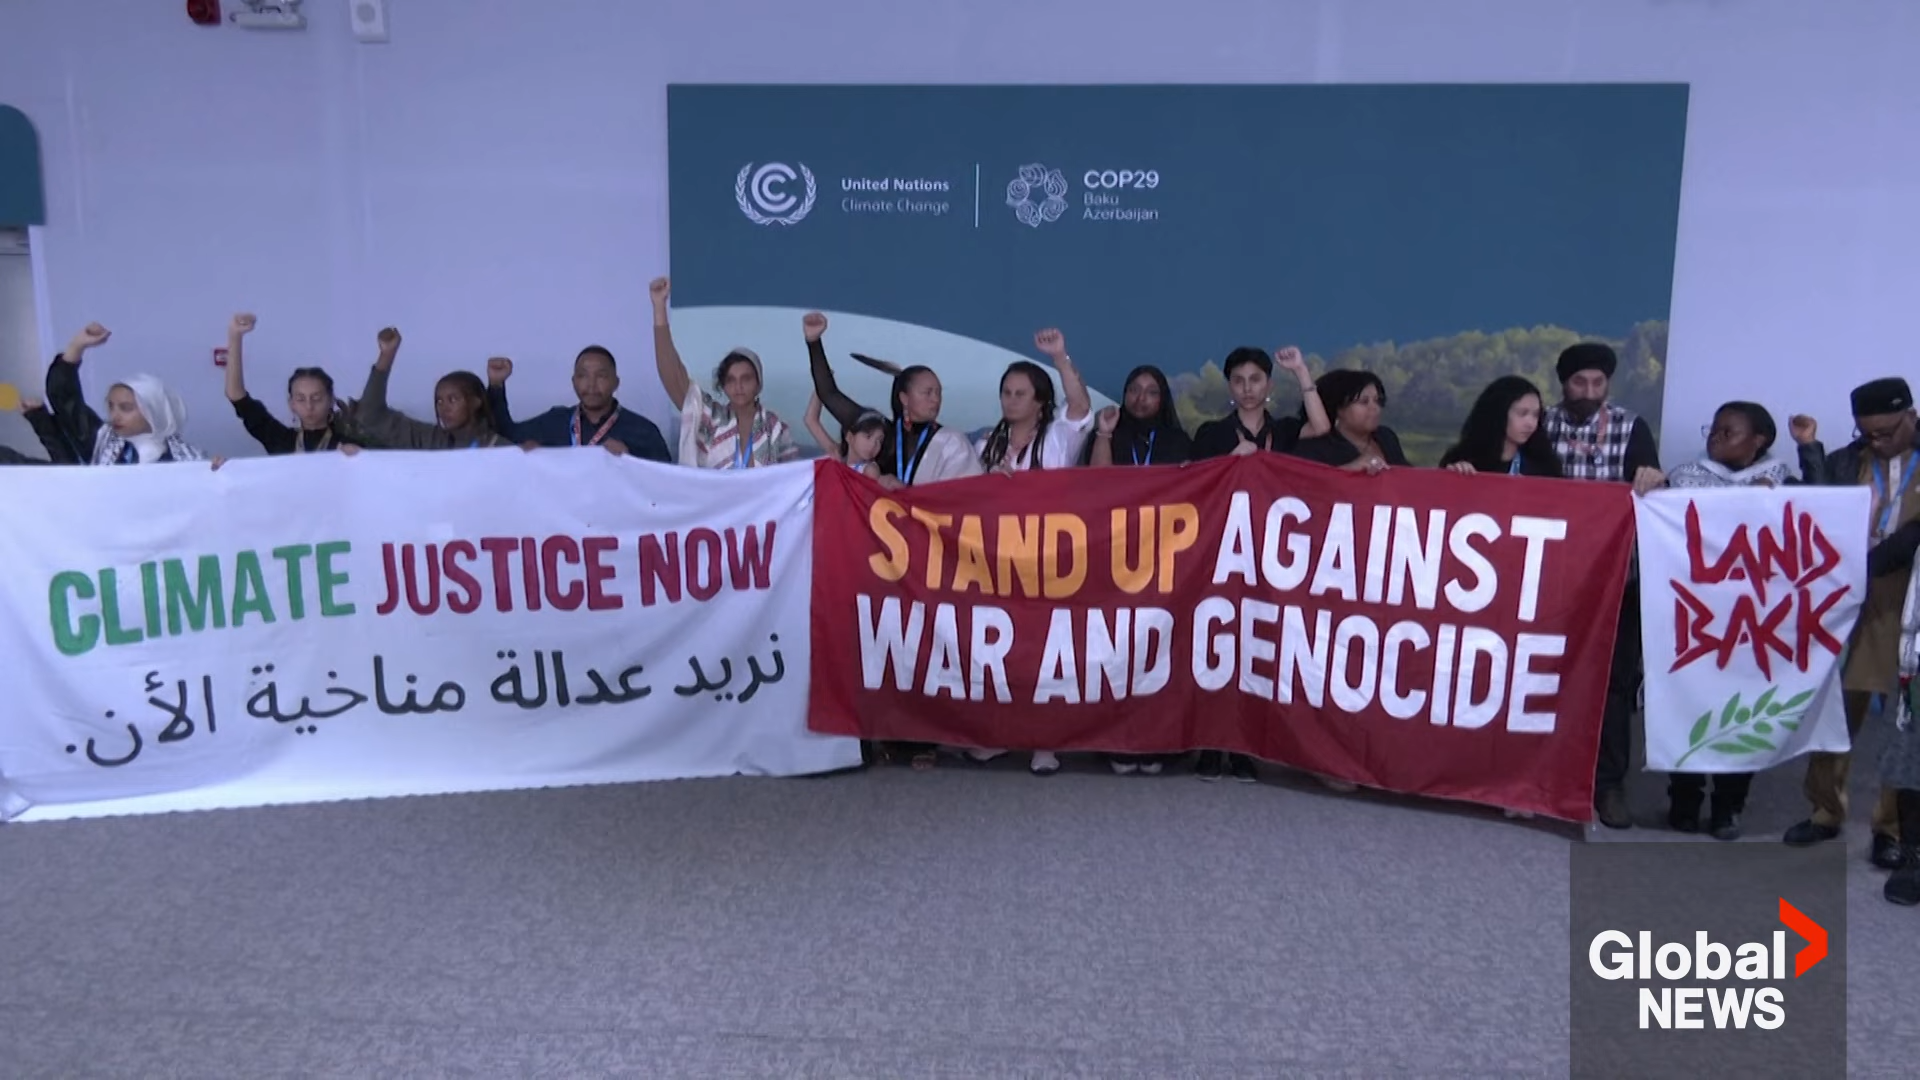 United Nations
Climate Change
COP29
Baku
Azerbaijan
CLIMATE JUSTICE NOW
نريد عدالة مناخية الأن.
STAND UP AGAINST
WAR AND GENOCIDE
LAND
BACK
Global
NEWS